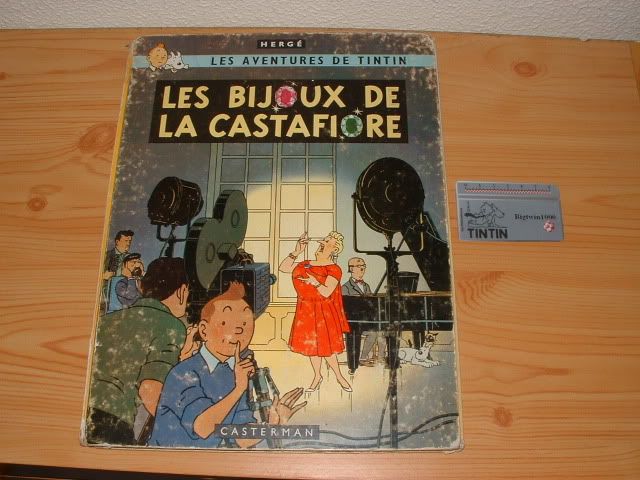 HERGÉ
LES AVENTURES DE TINTIN
LES BIJOUX DE
LA CASTAFIORE
CASTERMAN
Bigtwin1000
TINTIN